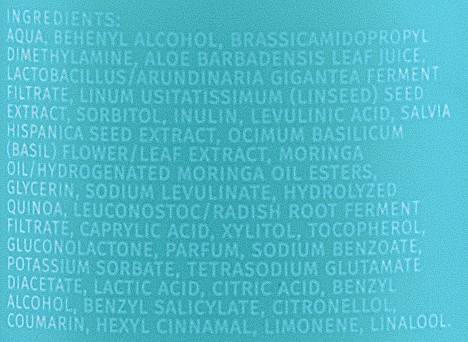 INGREDIENTS:
AQUA, BEHENYL ALCOHOL, BRASSICAMIDOPROPYL
DIMETHYLAMINE, ALOE BARBADENSIS LEAF JUICE,
LACTOBACILLUS/ARUNDINARIA GIGANTEA FERMENT
FILTRATE, LINUM USITATISSIMUM (LINSEED) SEED
EXTRACT, SORBITOL, INULIN, LEVULINIC ACID, SALVIA
HISPANICA SEED EXTRACT, OCIMUM BASILICUM
(BASIL) FLOWER/LEAF EXTRACT, MORINGA
OIL/HYDROGENATED MORINGA OIL ESTERS,
GLYCERIN, SODIUM LEVULINATE, HYDROLYZED
QUINOA, LEUCONOSTOC/RADISH ROOT FERMENT
FILTRATE, CAPRYLIC ACID, XYLITOL, TOCOPHEROL,
GLUCONOLACTONE, PARFUM, SODIUM BENZOATE,
POTASSIUM SORBATE, TETRASODIUM GLUTAMATE
DIACETATE, LACTIC ACID, CITRIC ACID, BENZYL
ALCOHOL, BENZYL SALICYLATE, CITRONELLOL,
COUMARIN, HEXYL CINNAMAL, LIMONENE, LINALOOL.